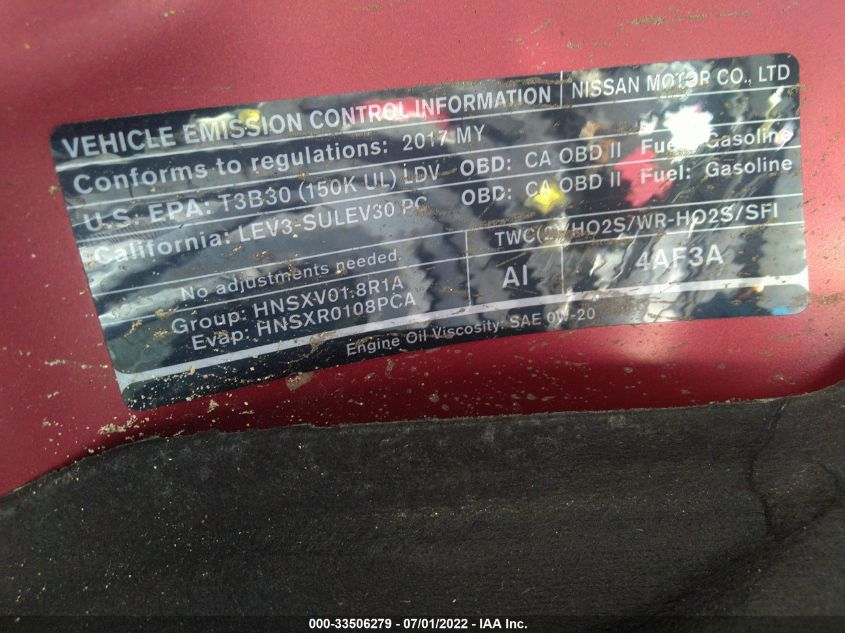 VEHICLE EMISSION CONTROL INFORMATION NISSAN MOTOR CO., LTD
Conforms to regulations: 2017 MY
U.S. EPA: T3B30 (150K UL) LDV OBD: CA OBD II Fuel: Gasoline
California: LEV3-SULEV30 PC OBD: CA OBD II Fuel: Gasoline
No adjustments needed.
TWC( )/HO2S/WR-HO2S/SFI
Group: HNSXV01.8R1A
Evap: HNSXR0108PCA
AI
4AF3A
Engine Oil Viscosity: SAE 0W-20
000-33506279 - 07/01/2022 - IAA Inc.